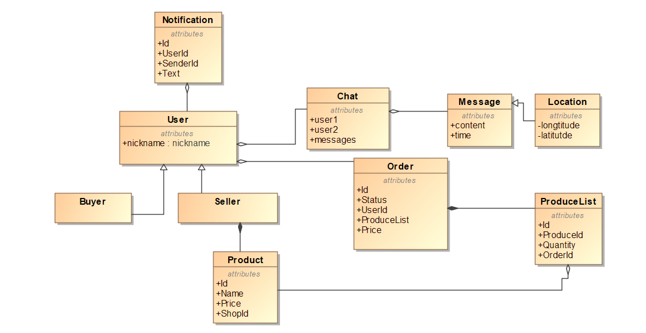 Notification
attributes
+Id
+UserId
+SenderId
+Text
User
attributes
+nickname : nickname
Chat
attributes
+user1
+user2
+messages
Message
attributes
+content
+time
Location
attributes
-longtitude
-latitutde
Buyer
Seller
Order
attributes
+Id
+Status
+UserId
+ProduceList
+Price
ProduceList
attributes
+Id
+ProduceId
+Quantity
+OrderId
Product
attributes
+Id
+Name
+Price
+ShopId